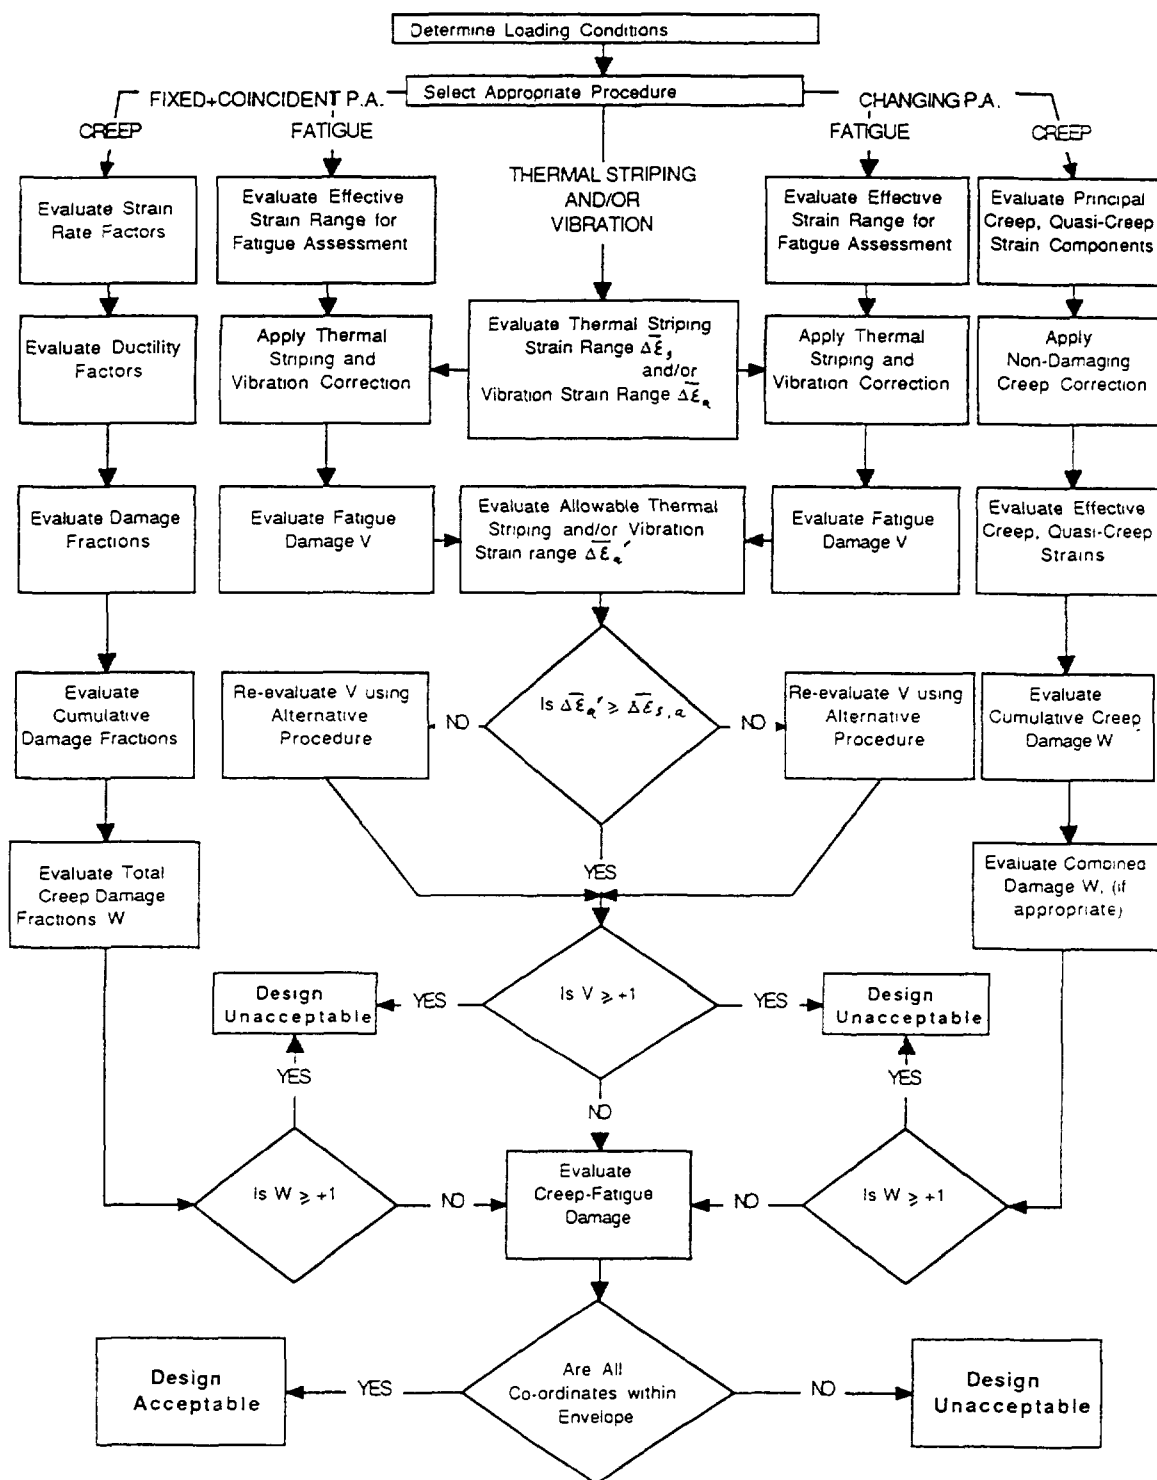 Determine Loading Conditions
Select Appropriate Procedure
FIXED+COINCIDENT P.A.
CREEP
FATIGUE
CHANGING P.A.
FATIGUE
CREEP
THERMAL STRIPING
AND/OR
VIBRATION
Evaluate Strain
Rate Factors
Evaluate Effective
Strain Range for
Fatigue Assessment
Evaluate Effective
Strain Range for
Fatigue Assessment
Evaluate Principal
Creep, Quasi-Creep
Strain Components
Evaluate Ductility
Factors
Apply Thermal
Striping and
Vibration Correction
Evaluate Thermal Striping
Strain Range Δε̅s
and/or
Vibration Strain Range Δε̅a
Apply Thermal
Striping and
Vibration Correction
Apply
Non-Damaging
Creep Correction
Evaluate Damage
Fractions
Evaluate Fatigue
Damage V
Evaluate Allowable Thermal
Striping and/or Vibration
Strain range Δε̅a'
Evaluate Fatigue
Damage V
Evaluate Effective
Creep, Quasi-Creep
Strains
Evaluate
Cumulative
Damage Fractions
Re-evaluate V using
Alternative
Procedure
NO
Is Δε̅a' ⩾ Δε̅s,a
NO
Re-evaluate V using
Alternative
Procedure
Evaluate
Cumulative Creep
Damage W
YES
Evaluate Total
Creep Damage
Fractions W
Evaluate Combined
Damage W, (if
appropriate)
Design
Unacceptable
YES
Is V ⩾ +1
YES
Design
Unacceptable
YES
NO
YES
Is W ⩾ +1
NO
Evaluate
Creep-Fatigue
Damage
NO
Is W ⩾ +1
Design
Acceptable
YES
Are All
Co-ordinates within
Envelope
NO
Design
Unacceptable